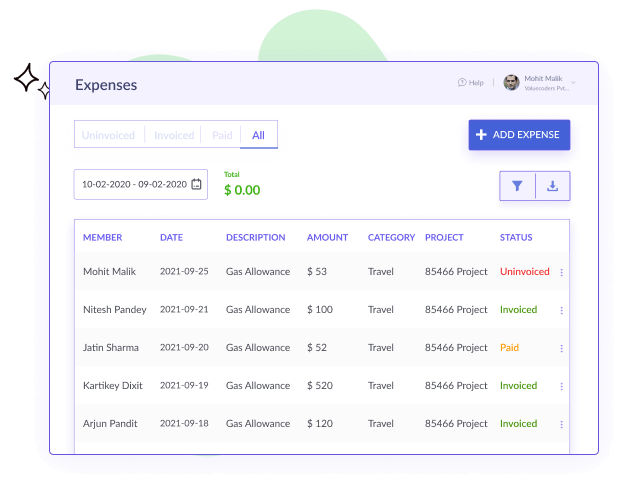 Expenses
Help
Mohit Malik
Valuecoders Pvt...
Uninvoiced Invoiced Paid All
ADD EXPENSE
10-02-2020 - 09-02-2020
Total
$ 0.00
MEMBER DATE DESCRIPTION AMOUNT CATEGORY PROJECT STATUS
Mohit Malik 2021-09-25 Gas Allowance $ 53 Travel 85466 Project Uninvoiced
Nitesh Pandey 2021-09-21 Gas Allowance $ 100 Travel 85466 Project Invoiced
Jatin Sharma 2021-09-20 Gas Allowance $ 52 Travel 85466 Project Paid
Kartikey Dixit 2021-09-19 Gas Allowance $ 520 Travel 85466 Project Invoiced
Arjun Pandit 2021-09-18 Gas Allowance $ 120 Travel 85466 Project Invoiced